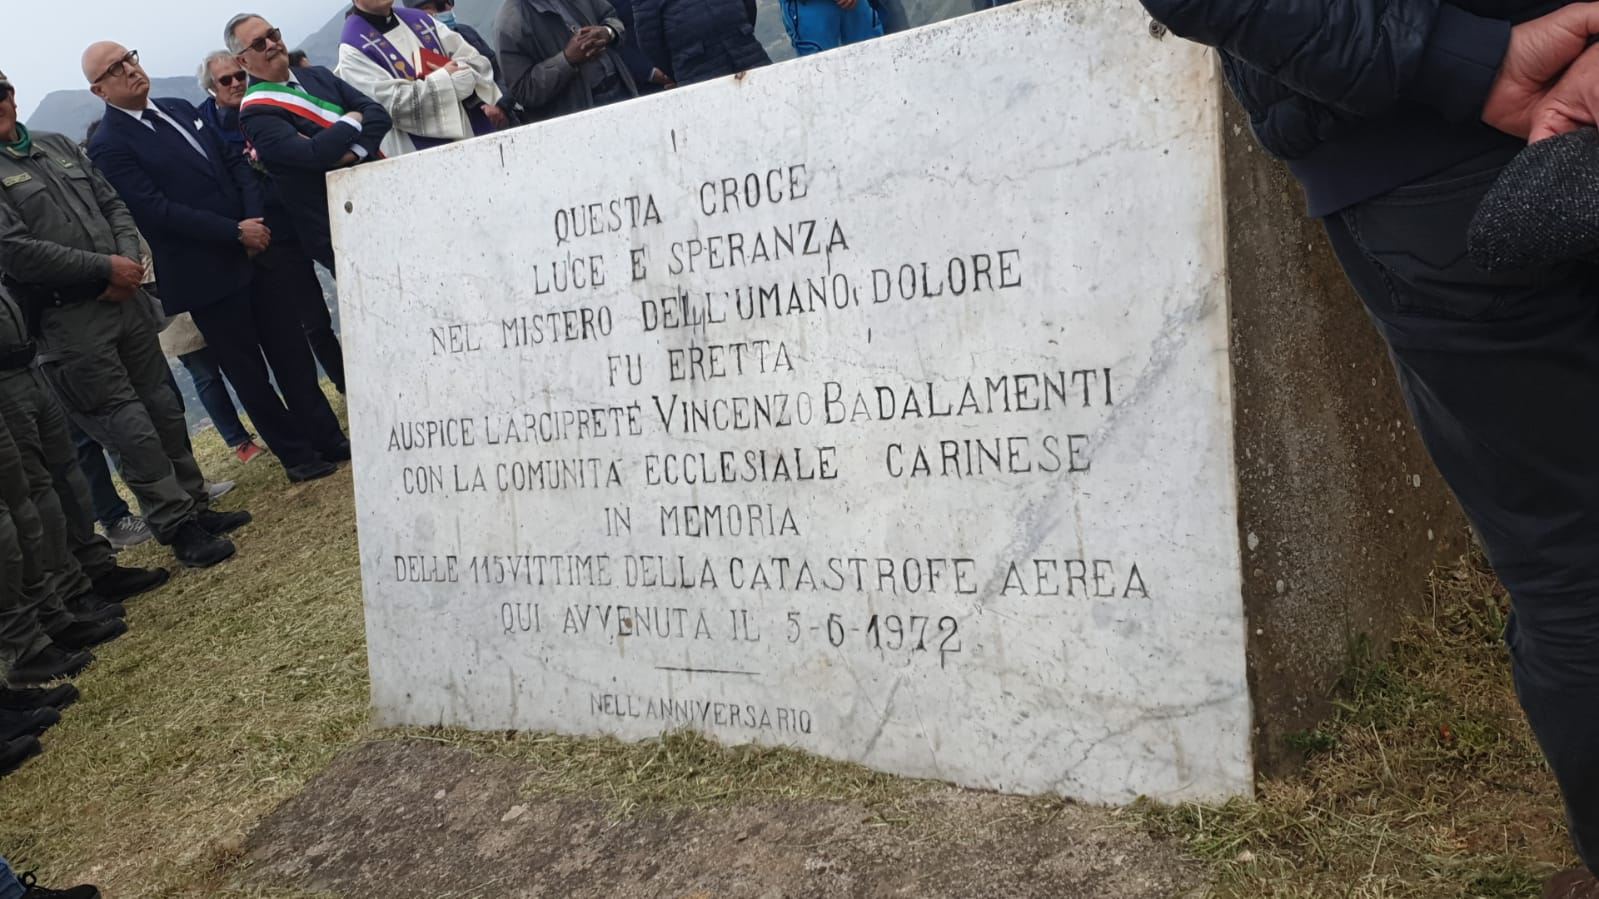 QUESTA CROCE
LUCE E SPERANZA
NEL MISTERO DELL'UMANO DOLORE
FU ERETTA
AUSPICE L'ARCIPRETE VINCENZO BADALAMENTI
CON LA COMUNITÀ ECCLESIALE CARINESE
IN MEMORIA
DELLE 115 VITTIME DELLA CATASTROFE AEREA
QUI AVVENUTA IL 5-6-1972
NELL'ANNIVERSARIO